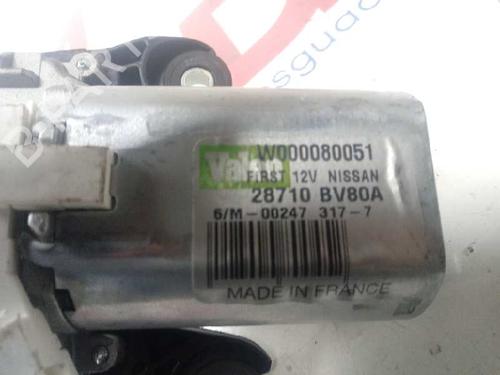 Valeo W000080051
FIRST 12V NISSAN
28710 BV80A
6/M-00247 317-7
MADE IN FRANCE